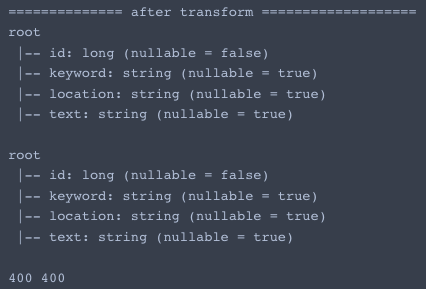 ============== after transform ===================
root
 |-- id: long (nullable = false)
 |-- keyword: string (nullable = true)
 |-- location: string (nullable = true)
 |-- text: string (nullable = true)

root
 |-- id: long (nullable = false)
 |-- keyword: string (nullable = true)
 |-- location: string (nullable = true)
 |-- text: string (nullable = true)

400 400